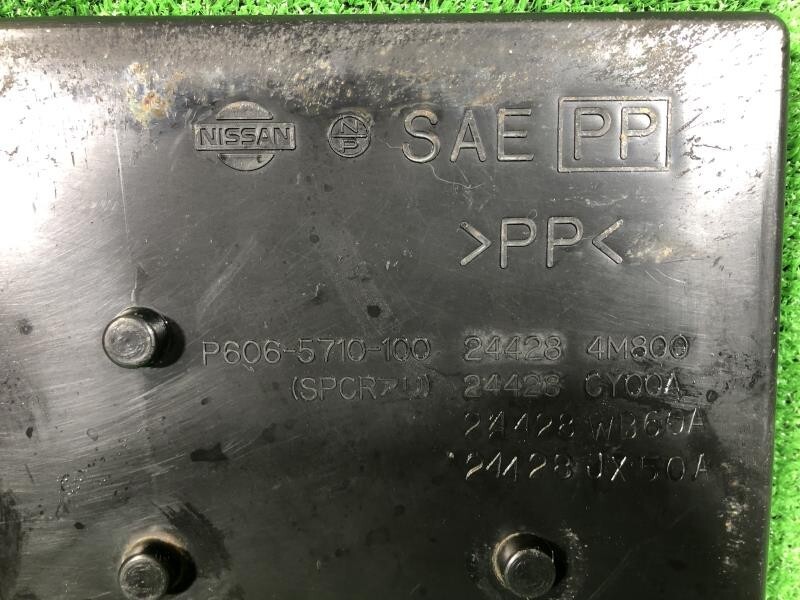 NISSAN NP SAE PP
>PP<
P606-5710-100 24428 4M800
(SPCRアリ) 24428 CY00A
24428 WB60A
24428 JX50A